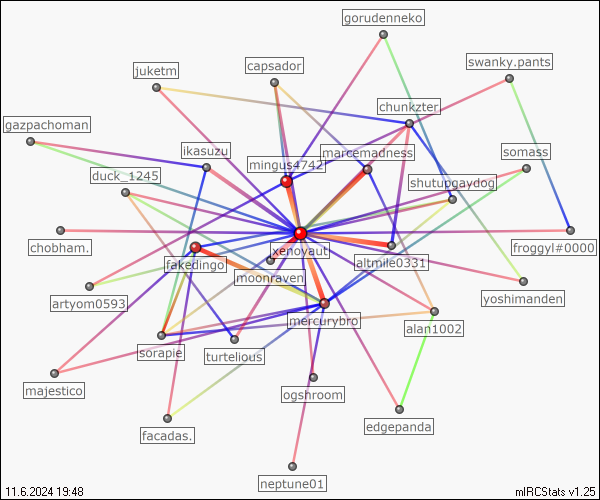 gorudenneko
swanky.pants
capsador
juketm
chunkzter
gazpachoman
ikasuzu
marcemadness
somass
mingus4742
duck_1245
shutupgaydog
xenoyaut
chobham.
froggyl#0000
altmile0331
fakedingo
moonraven
artyom0593
yoshimanden
mercurybro
alan1002
sorapie
turtelious
majestico
ogshroom
edgepanda
facadas.
neptune01
11.6.2024 19:48
mIRCStats v1.25